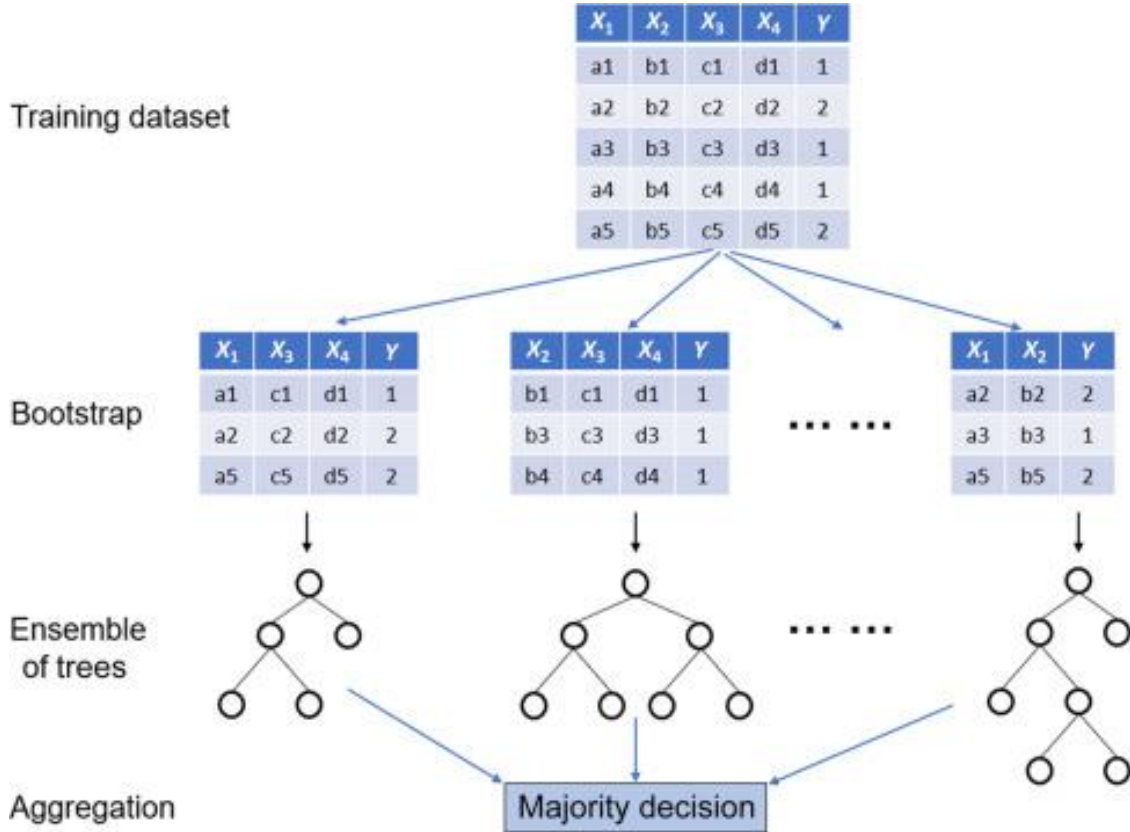 X1 X2 X3 X4 Y
a1 b1 c1 d1 1
Training dataset
a2 b2 c2 d2 2
a3 b3 c3 d3 1
a4 b4 c4 d4 1
a5 b5 c5 d5 2
Bootstrap
X1 X3 X4 Y
a1 c1 d1 1
a2 c2 d2 2
a5 c5 d5 2
X2 X3 X4 Y
b1 c1 d1 1
b3 c3 d3 1
b4 c4 d4 1
... ...
X1 X2 Y
a2 b2 2
a3 b3 1
a5 b5 2
Ensemble
of trees
... ...
Aggregation
Majority decision